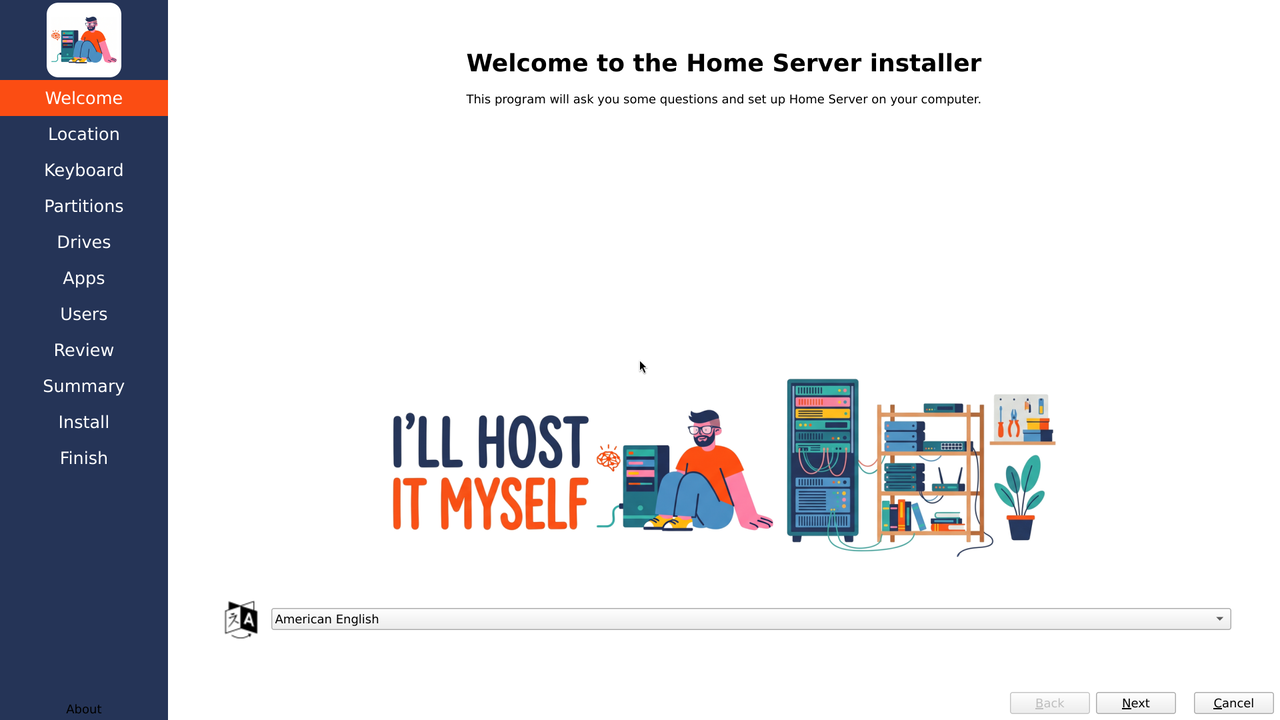 Welcome
Location
Keyboard
Partitions
Drives
Apps
Users
Review
Summary
Install
Finish
About
Welcome to the Home Server installer
This program will ask you some questions and set up Home Server on your computer.
I'LL HOST
IT MYSELF
American English
Back
Next
Cancel